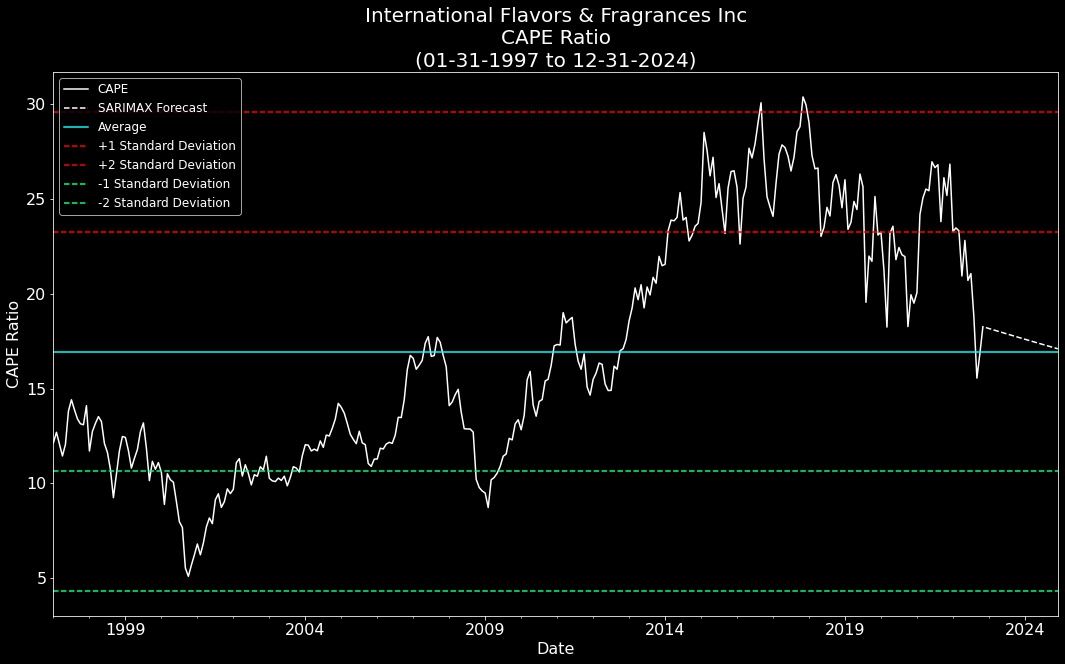 International Flavors & Fragrances Inc
CAPE Ratio
(01-31-1997 to 12-31-2024)
CAPE
SARIMAX Forecast
Average
+1 Standard Deviation
+2 Standard Deviation
-1 Standard Deviation
-2 Standard Deviation
30
25
20
15
10
5
CAPE Ratio
1999
2004
2009
2014
2019
2024
Date